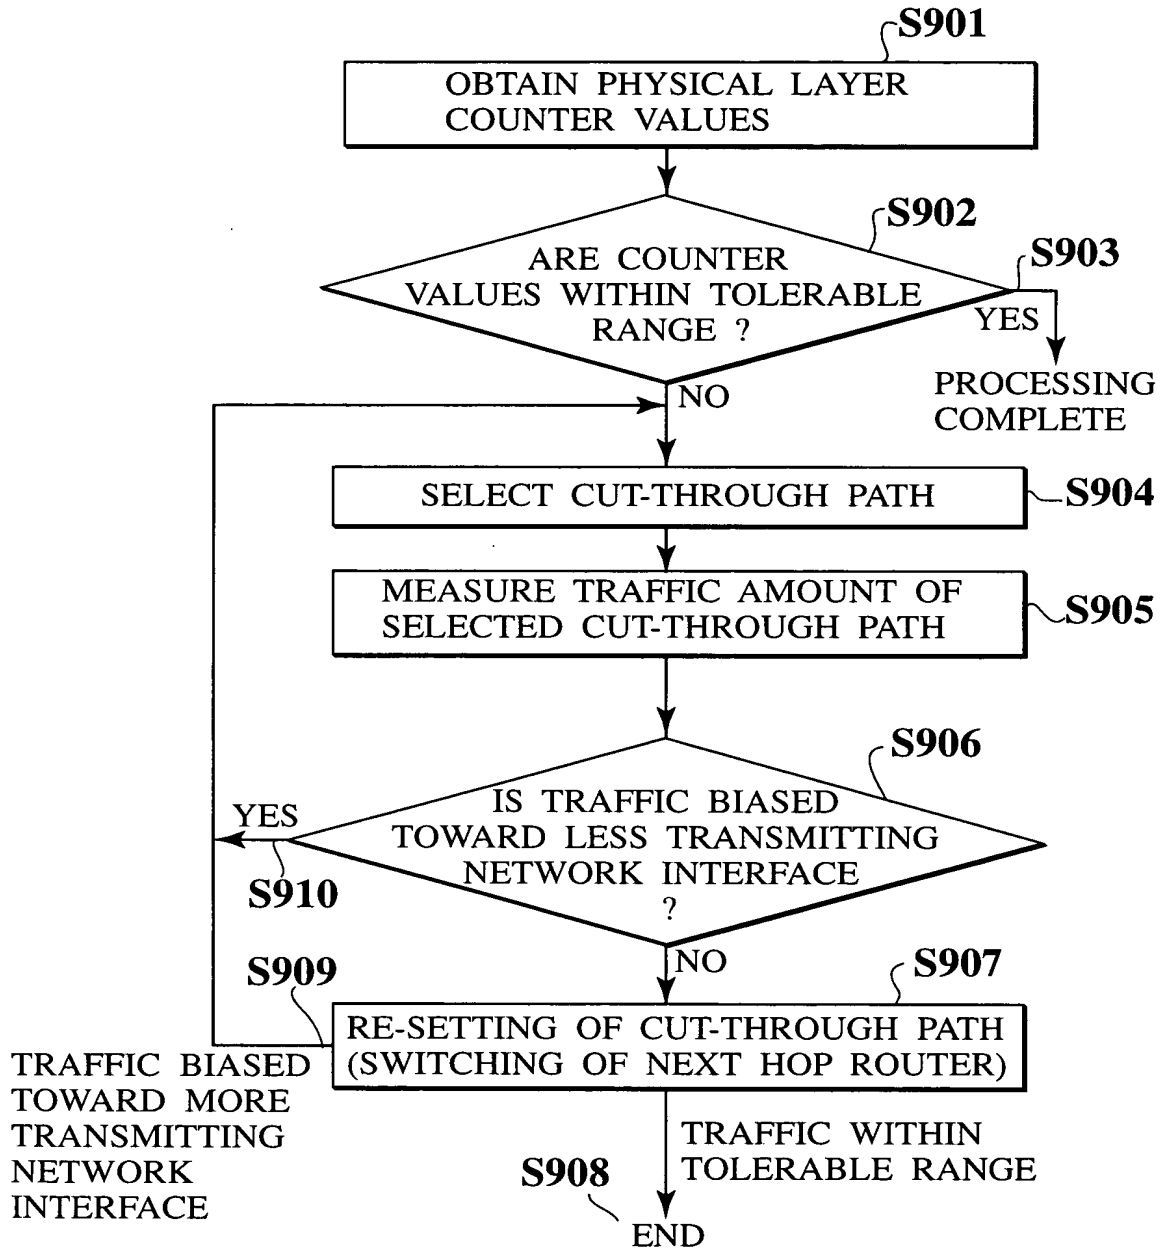 S901
OBTAIN PHYSICAL LAYER
COUNTER VALUES
S902
ARE COUNTER
VALUES WITHIN TOLERABLE
RANGE ?
S903
YES
PROCESSING
COMPLETE
NO
SELECT CUT-THROUGH PATH
S904
MEASURE TRAFFIC AMOUNT OF
SELECTED CUT-THROUGH PATH
S905
S906
IS TRAFFIC BIASED
TOWARD LESS TRANSMITTING
NETWORK INTERFACE
?
YES
S910
NO
S907
S909
RE-SETTING OF CUT-THROUGH PATH
(SWITCHING OF NEXT HOP ROUTER)
TRAFFIC BIASED
TOWARD MORE
TRANSMITTING
NETWORK
INTERFACE
TRAFFIC WITHIN
TOLERABLE RANGE
S908
END